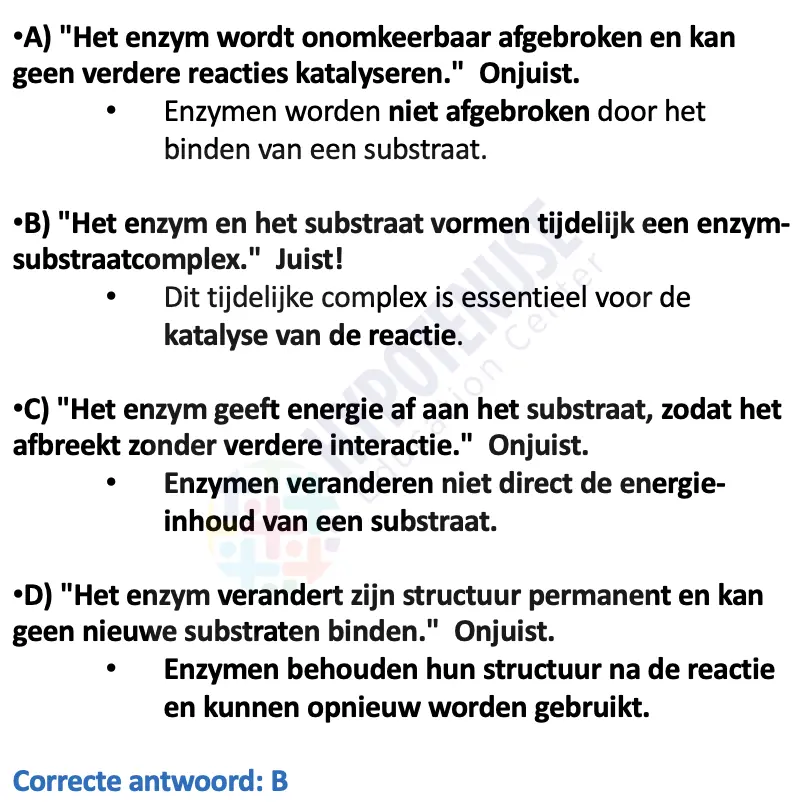 •A) "Het enzym wordt onomkeerbaar afgebroken en kan
geen verdere reacties katalyseren." Onjuist.
• Enzymen worden niet afgebroken door het
binden van een substraat.
•B) "Het enzym en het substraat vormen tijdelijk een enzym-
substraatcomplex." Juist!
• Dit tijdelijke complex is essentieel voor de
katalyse van de reactie.
•C) "Het enzym geeft energie af aan het substraat, zodat het
afbreekt zonder verdere interactie." Onjuist.
• Enzymen veranderen niet direct de energie-
inhoud van een substraat.
•D) "Het enzym verandert zijn structuur permanent en kan
geen nieuwe substraten binden." Onjuist.
• Enzymen behouden hun structuur na de reactie
en kunnen opnieuw worden gebruikt.
Correcte antwoord: B
HYPOTENUSE
Education Center